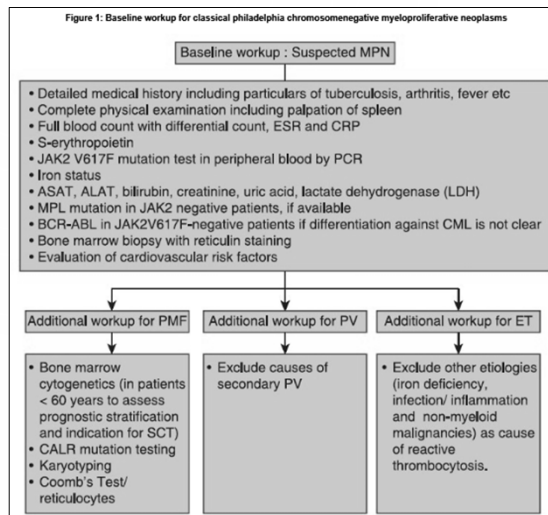 Figure 1: Baseline workup for classical philadelphia chromosomenegative myeloproliferative neoplasms
Baseline workup : Suspected MPN
• Detailed medical history including particulars of tuberculosis, arthritis, fever etc
• Complete physical examination including palpation of spleen
• Full blood count with differential count, ESR and CRP
• S-erythropoietin
• JAK2 V617F mutation test in peripheral blood by PCR
• Iron status
• ASAT, ALAT, bilirubin, creatinine, uric acid, lactate dehydrogenase (LDH)
• MPL mutation in JAK2 negative patients, if available
• BCR-ABL in JAK2V617F-negative patients if differentiation against CML is not clear
• Bone marrow biopsy with reticulin staining
• Evaluation of cardiovascular risk factors
Additional workup for PMF
• Bone marrow
cytogenetics (in patients
< 60 years to assess
prognostic stratification
and indication for SCT)
• CALR mutation testing
• Karyotyping
• Coomb's Test/
reticulocytes
Additional workup for PV
• Exclude causes of
secondary PV
Additional workup for ET
• Exclude other etiologies
(iron deficiency,
infection/ inflammation
and non-myeloid
malignancies) as cause
of reactive
thrombocytosis.